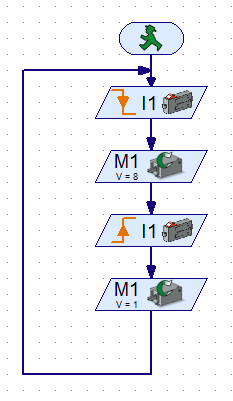 I1
M1
V = 8
I1
M1
V = 1